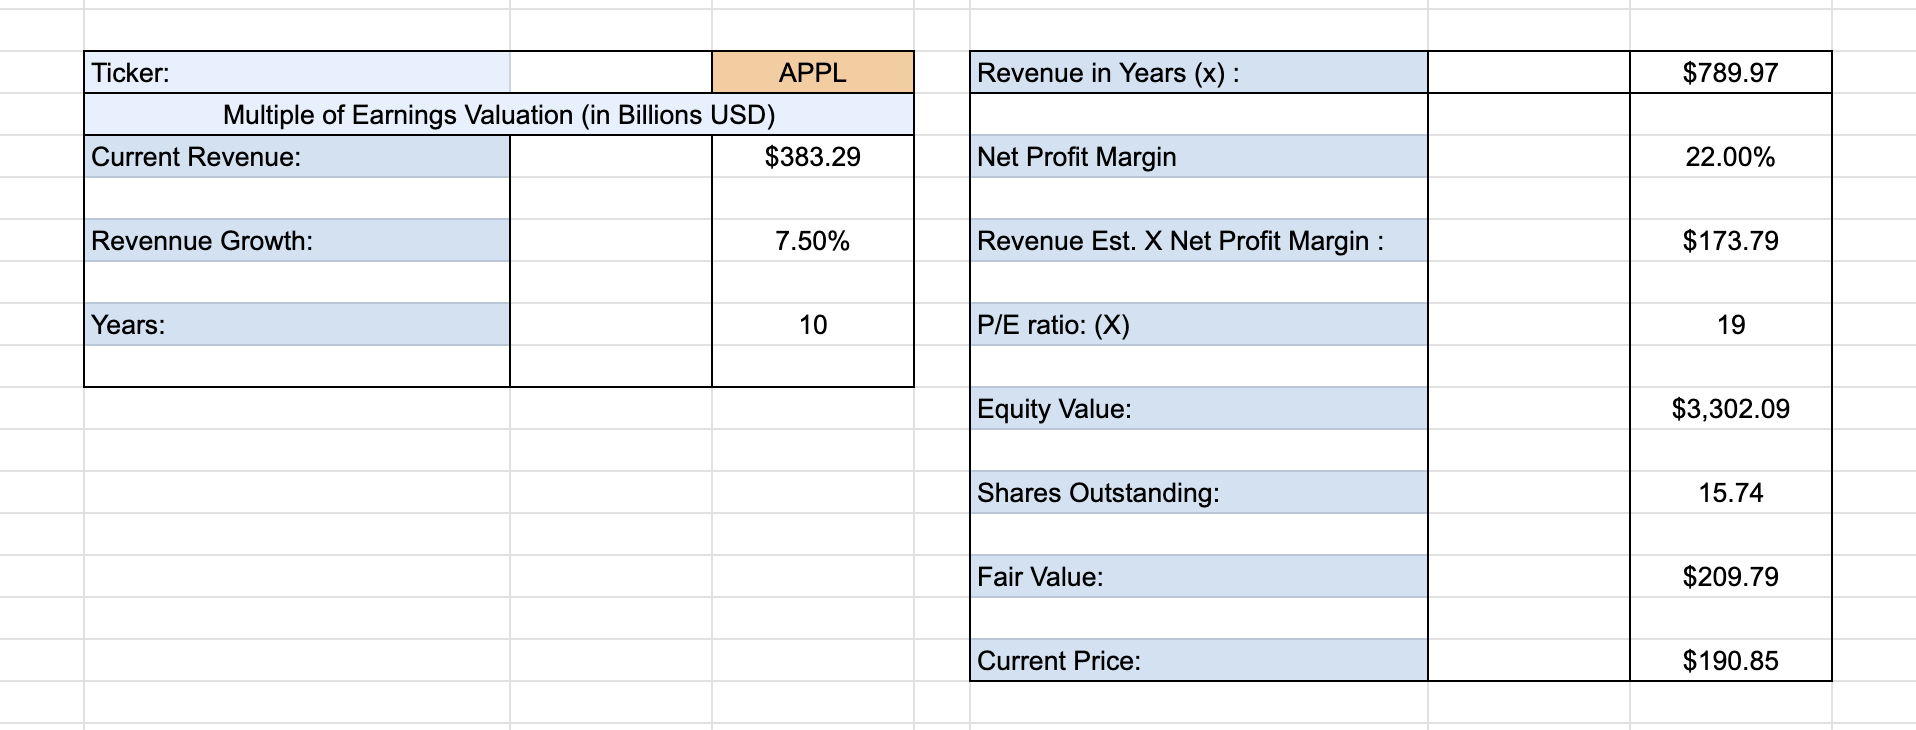 Ticker: APPL
Multiple of Earnings Valuation (in Billions USD)
Current Revenue: $383.29
Revennue Growth: 7.50%
Years: 10
Revenue in Years (x) : $789.97
Net Profit Margin 22.00%
Revenue Est. X Net Profit Margin : $173.79
P/E ratio: (X) 19
Equity Value: $3,302.09
Shares Outstanding: 15.74
Fair Value: $209.79
Current Price: $190.85